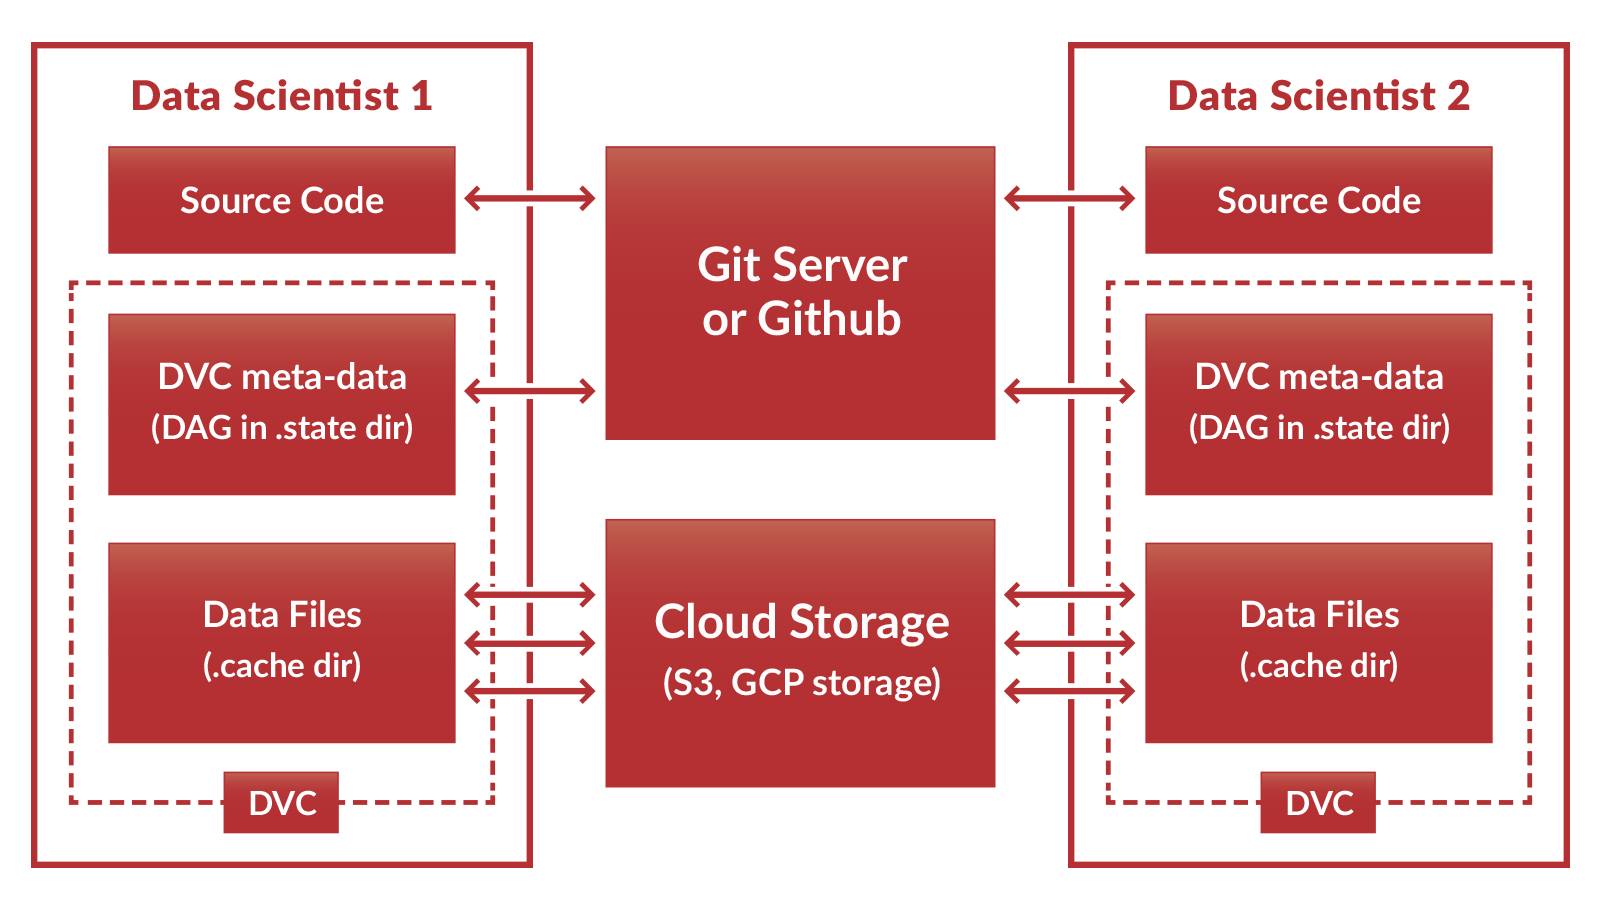 Data Scientist 1
Source Code
DVC meta-data
(DAG in .state dir)
Data Files
(.cache dir)
DVC
Git Server
or Github
Cloud Storage
(S3, GCP storage)
Data Scientist 2
Source Code
DVC meta-data
(DAG in .state dir)
Data Files
(.cache dir)
DVC